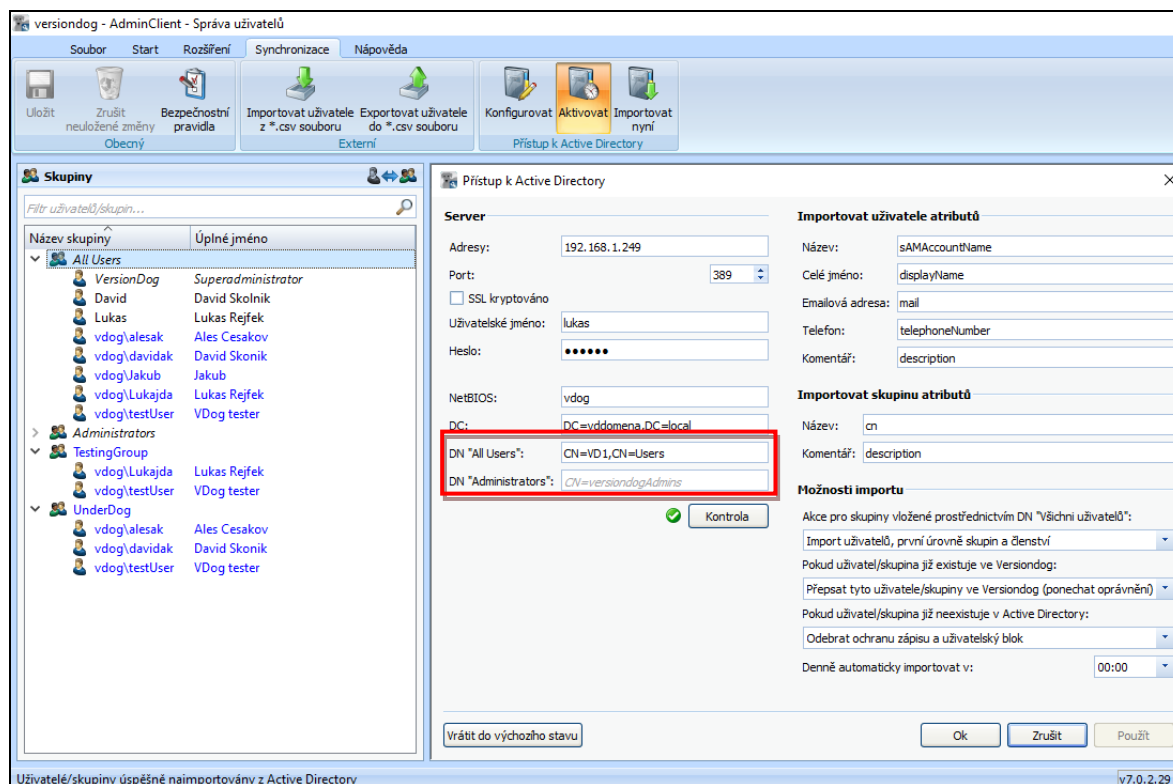 versiondog - AdminClient - Správa uživatelů
Soubor Start Rozšíření Synchronizace Nápověda
Uložit
Zrušit
neuložené změny
Bezpečnostní
pravidla
Importovat uživatele
z *.csv souboru
Exportovat uživatele
do *.csv souboru
Konfigurovat
Aktivovat
Importovat
nyní
Obecný
Externí
Přístup k Active Directory
Skupiny
Filtr uživatelů/skupin...
Název skupiny Úplné jméno
All Users
VersionDog Superadministrator
David David Skolnik
Lukas Lukas Rejfek
vdog\alesak Ales Cesakov
vdog\davidak David Skonik
vdog\Jakub Jakub
vdog\Lukajda Lukas Rejfek
vdog\testUser VDog tester
Administrators
TestingGroup
vdog\Lukajda Lukas Rejfek
vdog\testUser VDog tester
UnderDog
vdog\alesak Ales Cesakov
vdog\davidak David Skonik
vdog\testUser VDog tester
Přístup k Active Directory
Server
Adresy: 192.168.1.249
Port: 389
SSL kryptováno
Uživatelské jméno: lukas
Heslo: ●●●●●●
NetBIOS: vdog
DC: DC=vddomena,DC=local
DN "All Users": CN=VD1,CN=Users
DN "Administrators": CN=versiondogAdmins
Kontrola
Importovat uživatele atributů
Název: sAMAccountName
Celé jméno: displayName
Emailová adresa: mail
Telefon: telephoneNumber
Komentář: description
Importovat skupinu atributů
Název: cn
Komentář: description
Možnosti importu
Akce pro skupiny vložené prostřednictvím DN "Všichni uživatelů":
Import uživatelů, první úrovně skupin a členství
Pokud uživatel/skupina již existuje ve Versiondog:
Přepsat tyto uživatele/skupiny ve Versiondog (ponechat oprávnění)
Pokud uživatel/skupina již neexistuje v Active Directory:
Odebrat ochranu zápisu a uživatelský blok
Denně automaticky importovat v: 00:00
Vrátit do výchozího stavu
Ok
Zrušit
Použít
Uživatelé/skupiny úspěšně naimportovány z Active Directory
v7.0.2.29